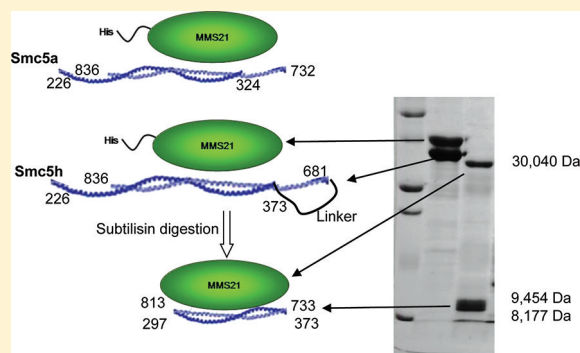 His
MMS21
Smc5a
836
732
226
324
His
MMS21
Smc5h
836
681
226
373
Linker
Subtilisin digestion
MMS21
813
733
297
373
30,040 Da
9,454 Da
8,177 Da